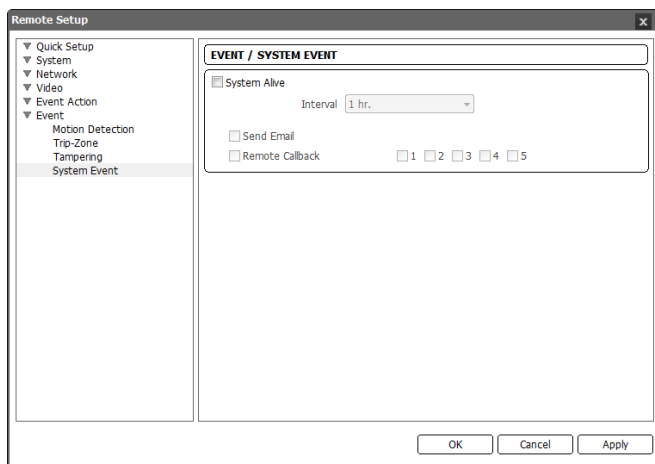 Remote Setup
x
Quick Setup
System
Network
Video
Event Action
Event
Motion Detection
Trip-Zone
Tampering
System Event
EVENT / SYSTEM EVENT
System Alive
Interval 1 hr.
Send Email
Remote Callback 1 2 3 4 5
OK Cancel Apply